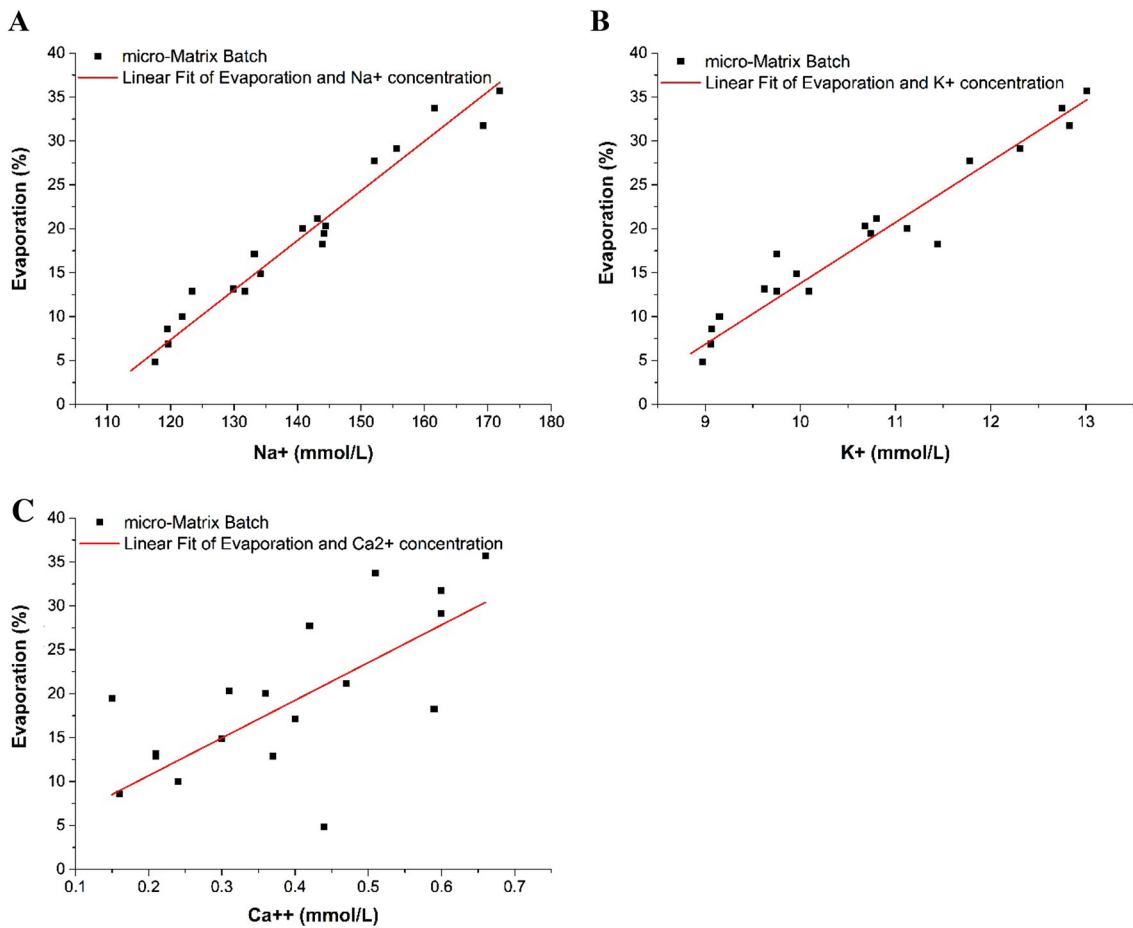 A
micro-Matrix Batch
Linear Fit of Evaporation and Na+ concentration
Evaporation (%)
40
35
30
25
20
15
10
5
0
110 120 130 140 150 160 170 180
Na+ (mmol/L)
B
micro-Matrix Batch
Linear Fit of Evaporation and K+ concentration
Evaporation (%)
40
35
30
25
20
15
10
5
0
9 10 11 12 13
K+ (mmol/L)
C
micro-Matrix Batch
Linear Fit of Evaporation and Ca2+ concentration
Evaporation (%)
40
35
30
25
20
15
10
5
0
0.1 0.2 0.3 0.4 0.5 0.6 0.7
Ca++ (mmol/L)